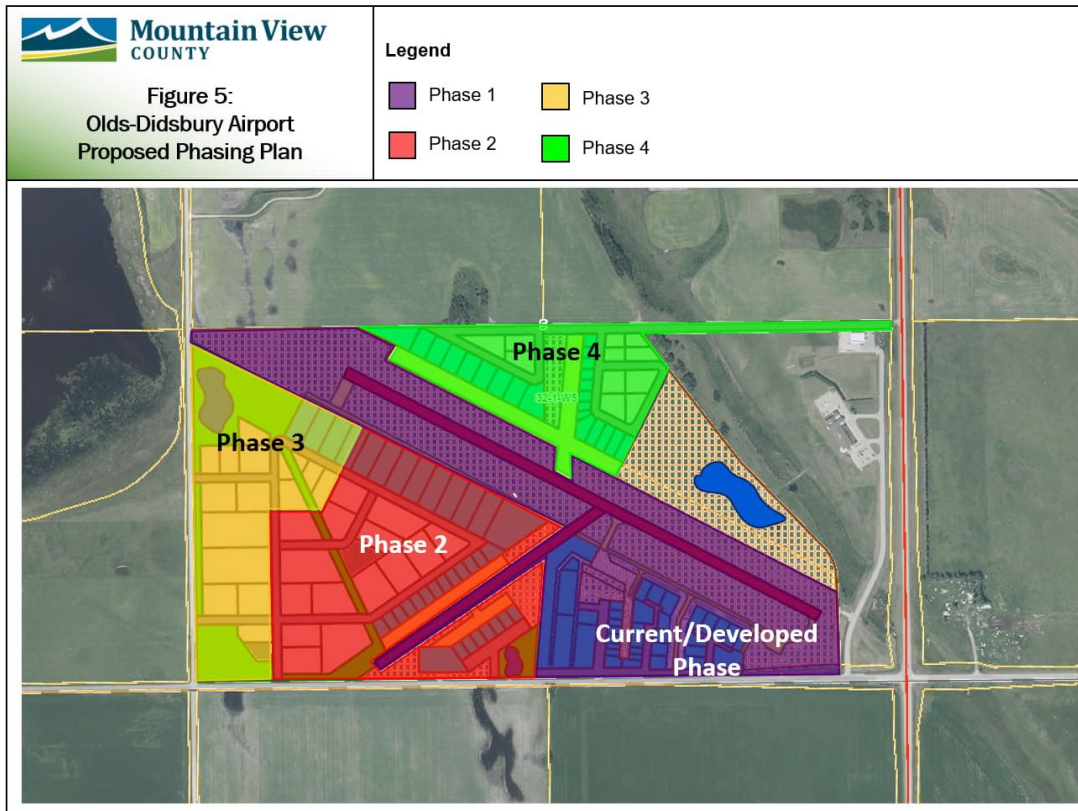 Mountain View
COUNTY
Figure 5:
Olds-Didsbury Airport
Proposed Phasing Plan
Legend
Phase 1
Phase 3
Phase 2
Phase 4
Phase 4
Phase 3
Phase 2
Current/Developed
Phase